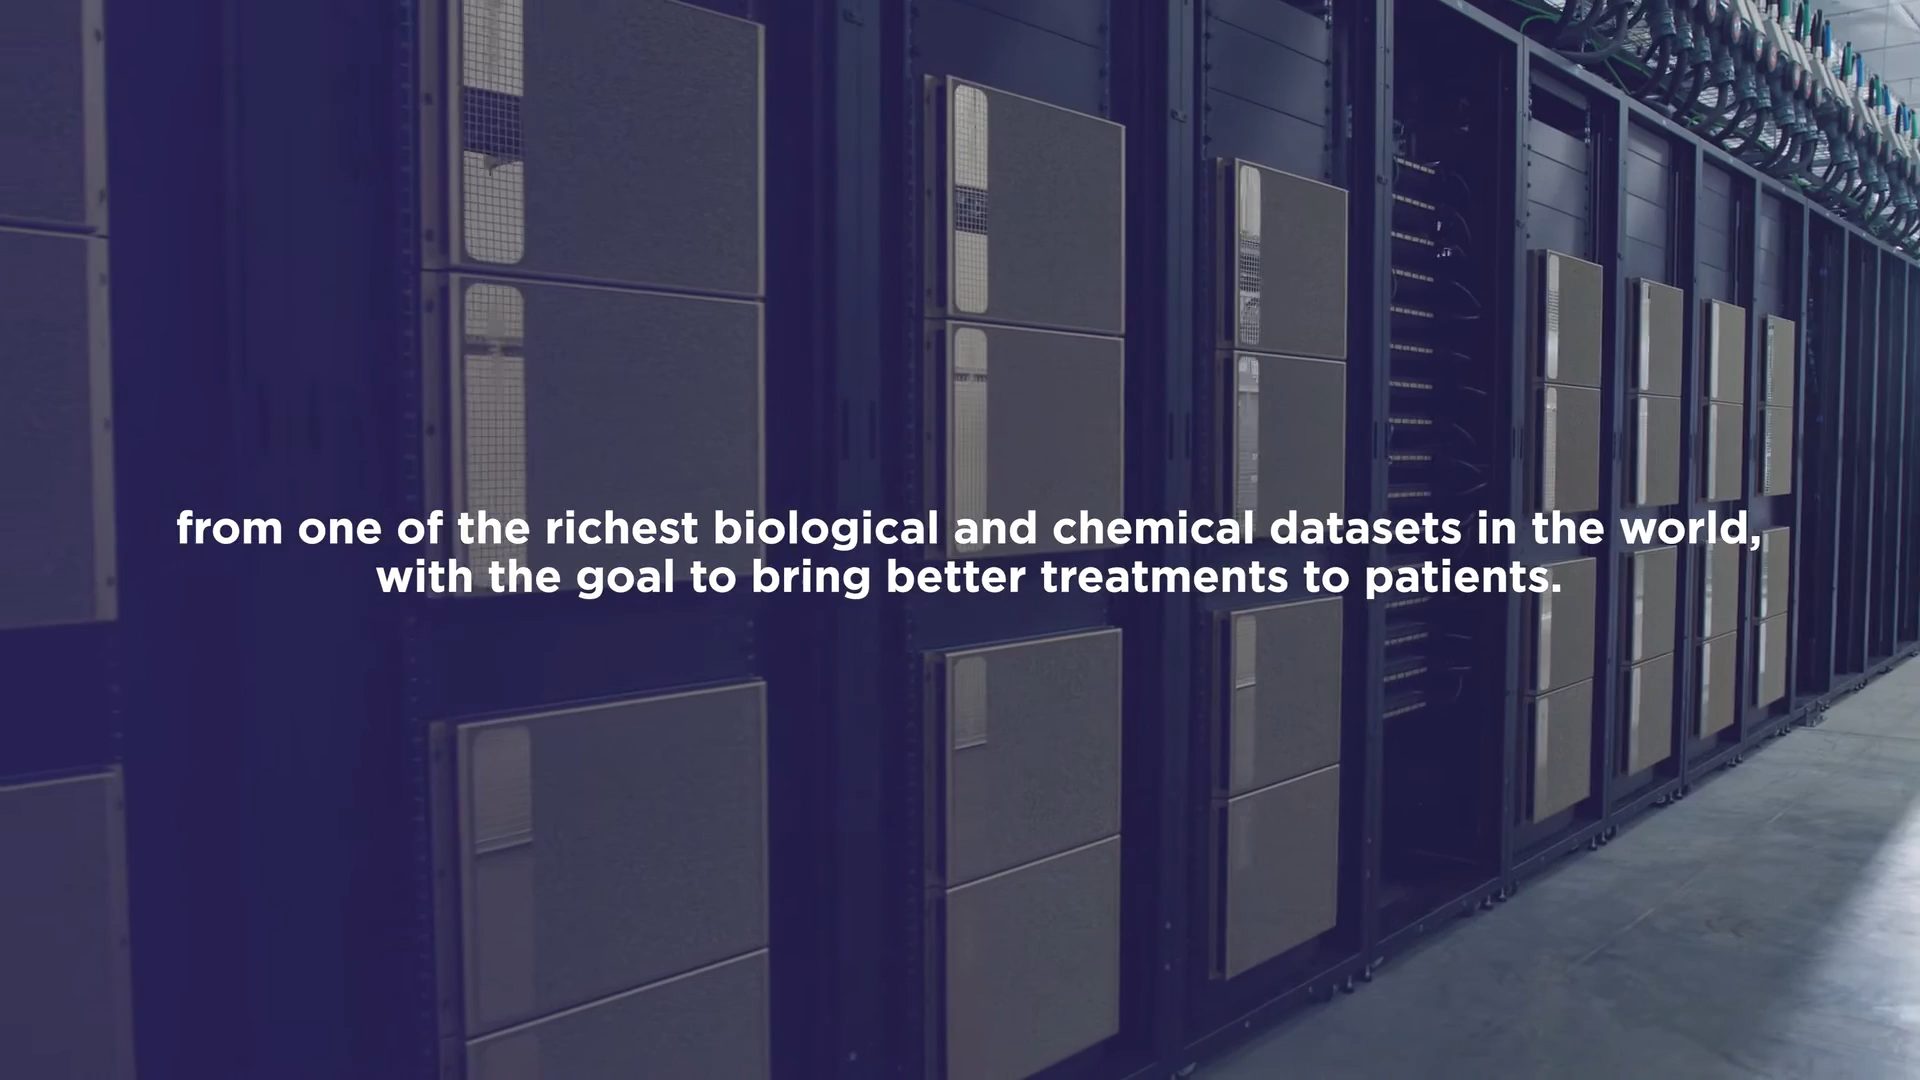 from one of the richest biological and chemical datasets in the world,
with the goal to bring better treatments to patients.